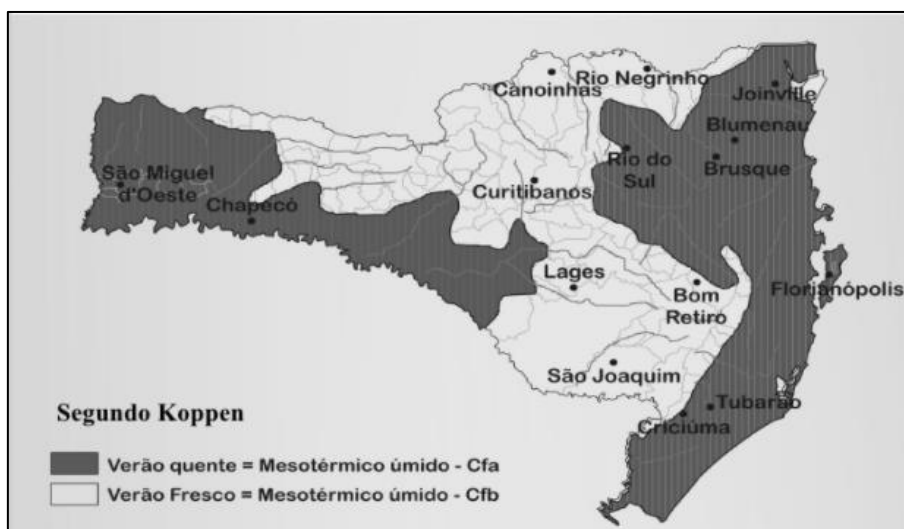 Canoinhas
Rio Negrinho
Joinville
Blumenau
Rio do
Sul
Brusque
São Miguel
d'Oeste
Chapecó
Curitibanos
Lages
Bom
Retiro
Florianópolis
São Joaquim
Tubarão
Criciúma
Segundo Koppen
Verão quente = Mesotérmico úmido - Cfa
Verão Fresco = Mesotérmico úmido - Cfb